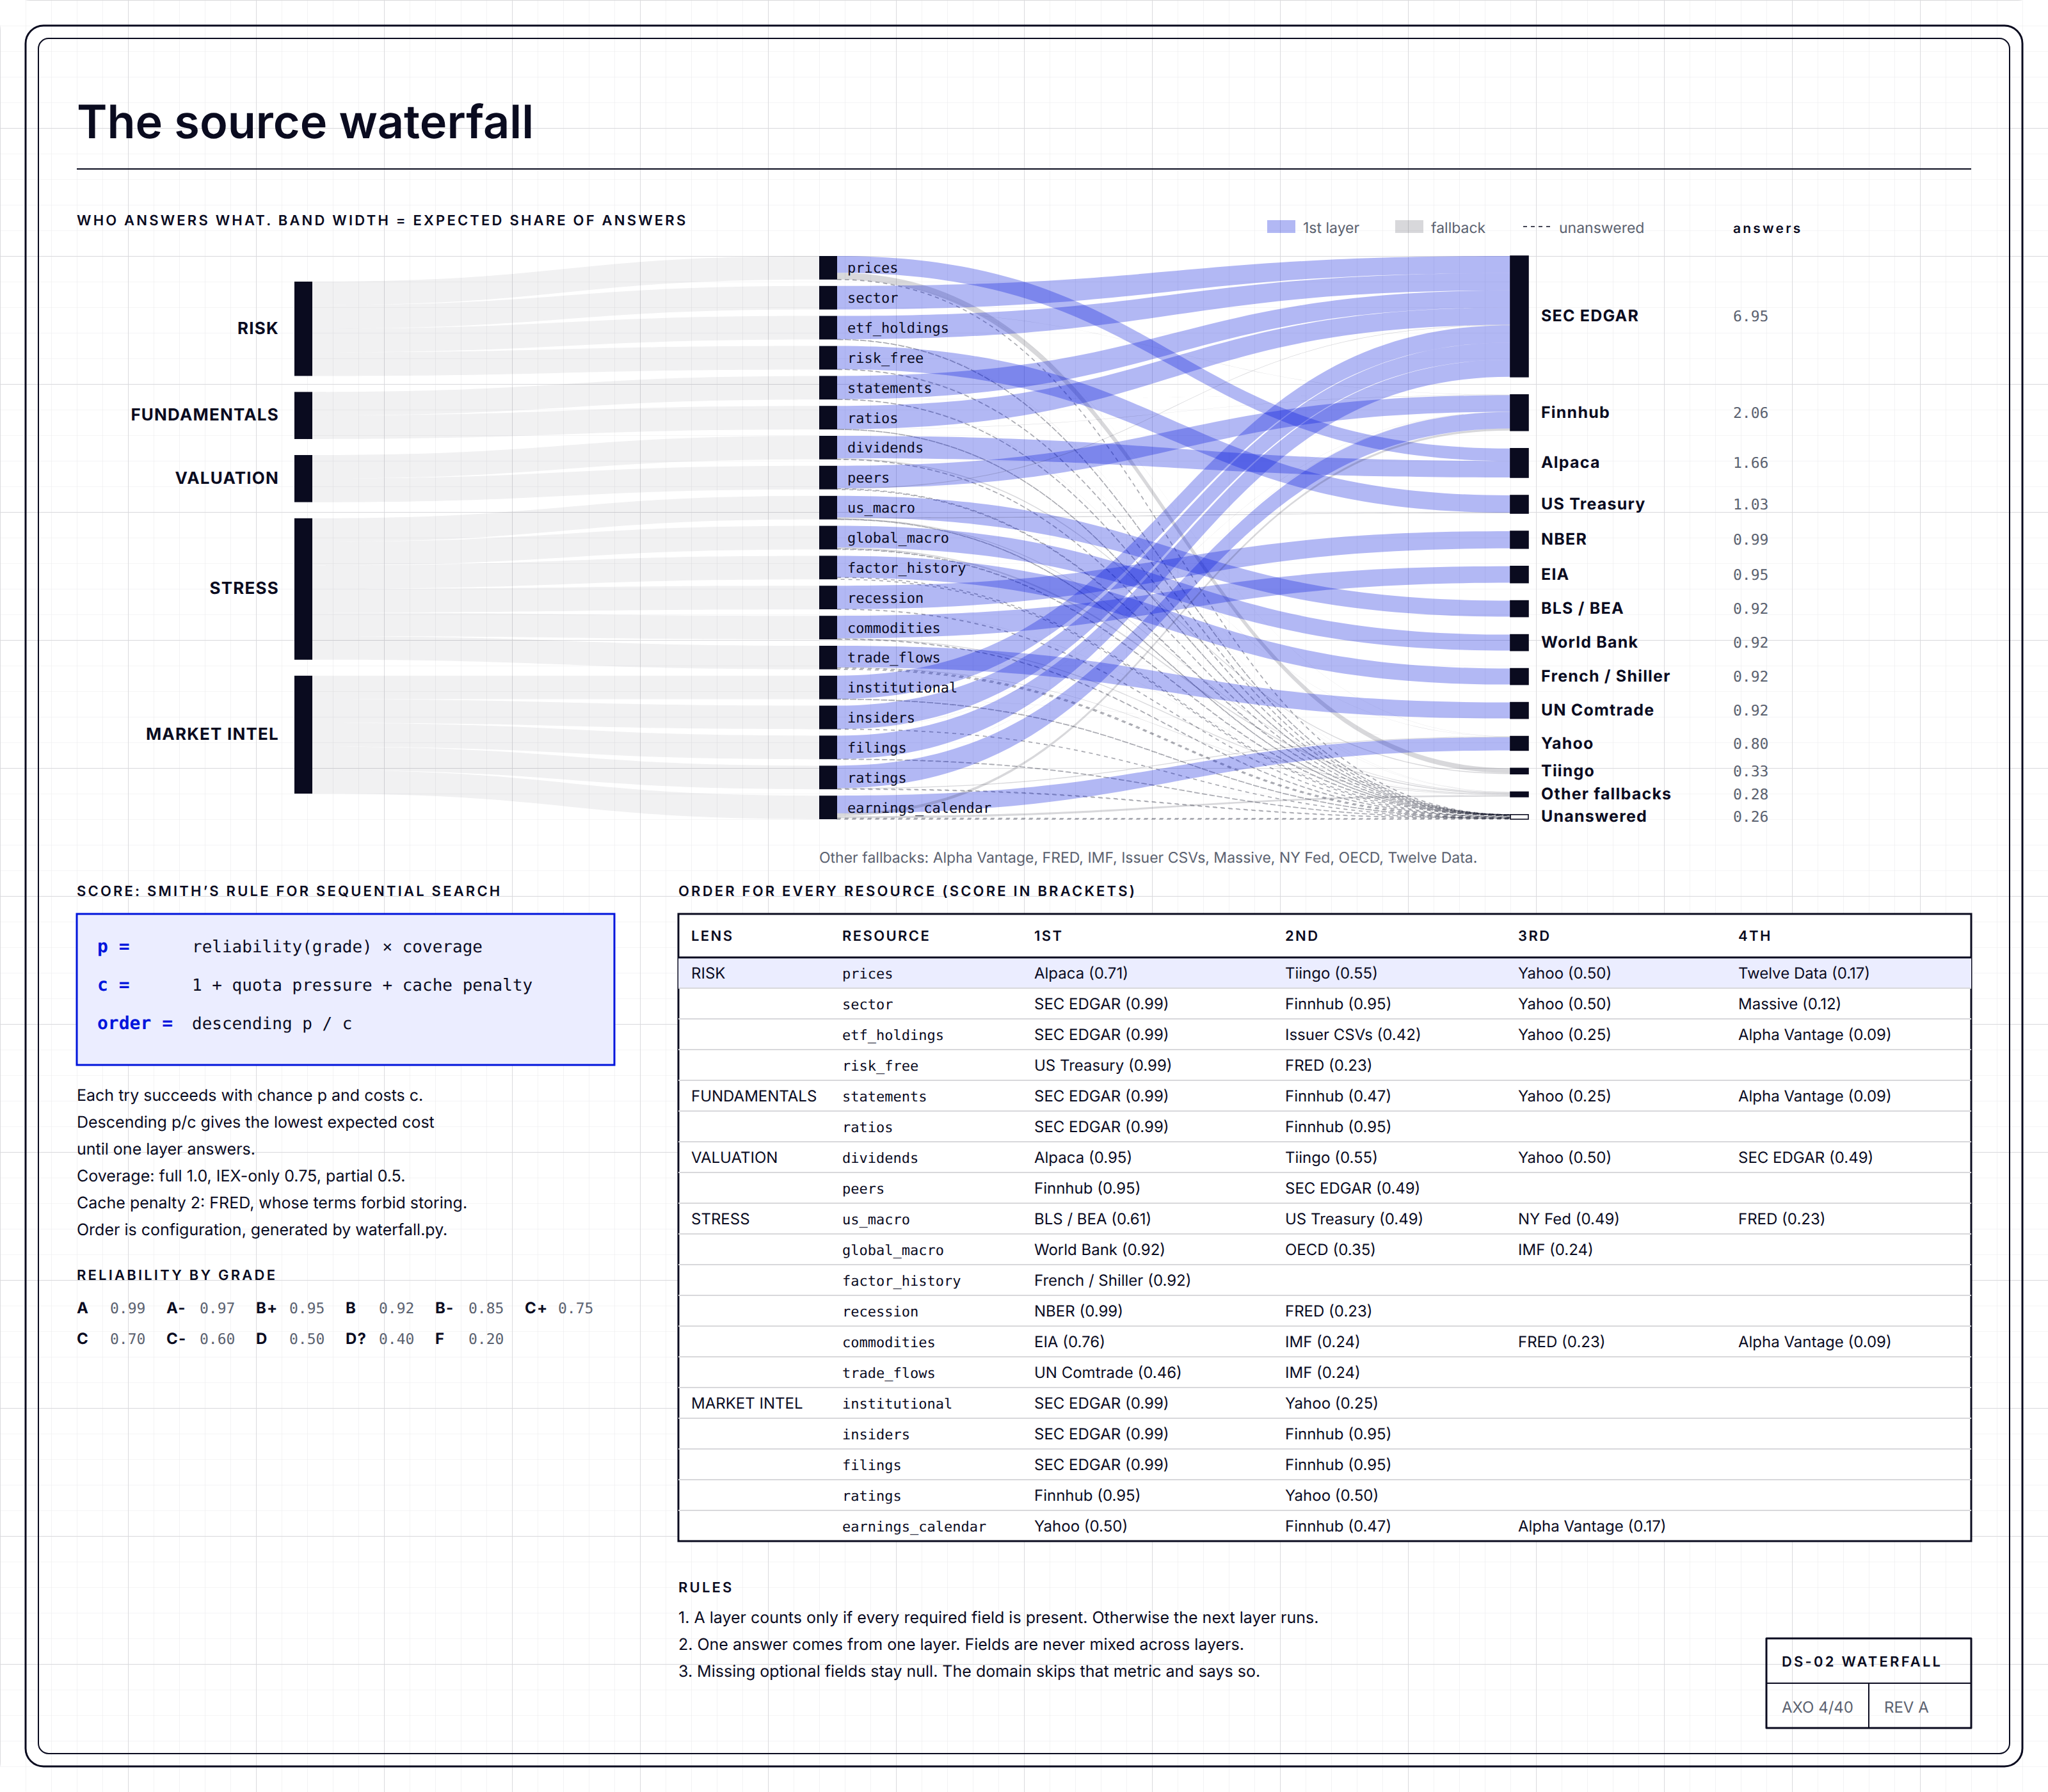 The source waterfall
WHO ANSWERS WHAT. BAND WIDTH = EXPECTED SHARE OF ANSWERS
1st layer fallback unanswered answers
RISK
FUNDAMENTALS
VALUATION
STRESS
MARKET INTEL
prices
sector
etf_holdings
risk_free
statements
ratios
dividends
peers
us_macro
global_macro
factor_history
recession
commodities
trade_flows
institutional
insiders
filings
ratings
earnings_calendar
SEC EDGAR 6.95
Finnhub 2.06
Alpaca 1.66
US Treasury 1.03
NBER 0.99
EIA 0.95
BLS / BEA 0.92
World Bank 0.92
French / Shiller 0.92
UN Comtrade 0.92
Yahoo 0.80
Tiingo 0.33
Other fallbacks 0.28
Unanswered 0.26
Other fallbacks: Alpha Vantage, FRED, IMF, Issuer CSVs, Massive, NY Fed, OECD, Twelve Data.
SCORE: SMITH’S RULE FOR SEQUENTIAL SEARCH
p = reliability(grade) × coverage
c = 1 + quota pressure + cache penalty
order = descending p / c
Each try succeeds with chance p and costs c.
Descending p/c gives the lowest expected cost
until one layer answers.
Coverage: full 1.0, IEX-only 0.75, partial 0.5.
Cache penalty 2: FRED, whose terms forbid storing.
Order is configuration, generated by waterfall.py.
RELIABILITY BY GRADE
A 0.99 A- 0.97 B+ 0.95 B 0.92 B- 0.85 C+ 0.75
C 0.70 C- 0.60 D 0.50 D? 0.40 F 0.20
ORDER FOR EVERY RESOURCE (SCORE IN BRACKETS)
LENS RESOURCE 1ST 2ND 3RD 4TH
RISK prices Alpaca (0.71) Tiingo (0.55) Yahoo (0.50) Twelve Data (0.17)
sector SEC EDGAR (0.99) Finnhub (0.95) Yahoo (0.50) Massive (0.12)
etf_holdings SEC EDGAR (0.99) Issuer CSVs (0.42) Yahoo (0.25) Alpha Vantage (0.09)
risk_free US Treasury (0.99) FRED (0.23)
FUNDAMENTALS statements SEC EDGAR (0.99) Finnhub (0.47) Yahoo (0.25) Alpha Vantage (0.09)
ratios SEC EDGAR (0.99) Finnhub (0.95)
VALUATION dividends Alpaca (0.95) Tiingo (0.55) Yahoo (0.50) SEC EDGAR (0.49)
peers Finnhub (0.95) SEC EDGAR (0.49)
STRESS us_macro BLS / BEA (0.61) US Treasury (0.49) NY Fed (0.49) FRED (0.23)
global_macro World Bank (0.92) OECD (0.35) IMF (0.24)
factor_history French / Shiller (0.92)
recession NBER (0.99) FRED (0.23)
commodities EIA (0.76) IMF (0.24) FRED (0.23) Alpha Vantage (0.09)
trade_flows UN Comtrade (0.46) IMF (0.24)
MARKET INTEL institutional SEC EDGAR (0.99) Yahoo (0.25)
insiders SEC EDGAR (0.99) Finnhub (0.95)
filings SEC EDGAR (0.99) Finnhub (0.95)
ratings Finnhub (0.95) Yahoo (0.50)
earnings_calendar Yahoo (0.50) Finnhub (0.47) Alpha Vantage (0.17)
RULES
1. A layer counts only if every required field is present. Otherwise the next layer runs.
2. One answer comes from one layer. Fields are never mixed across layers.
3. Missing optional fields stay null. The domain skips that metric and says so.
DS-02 WATERFALL
AXO 4/40 REV A